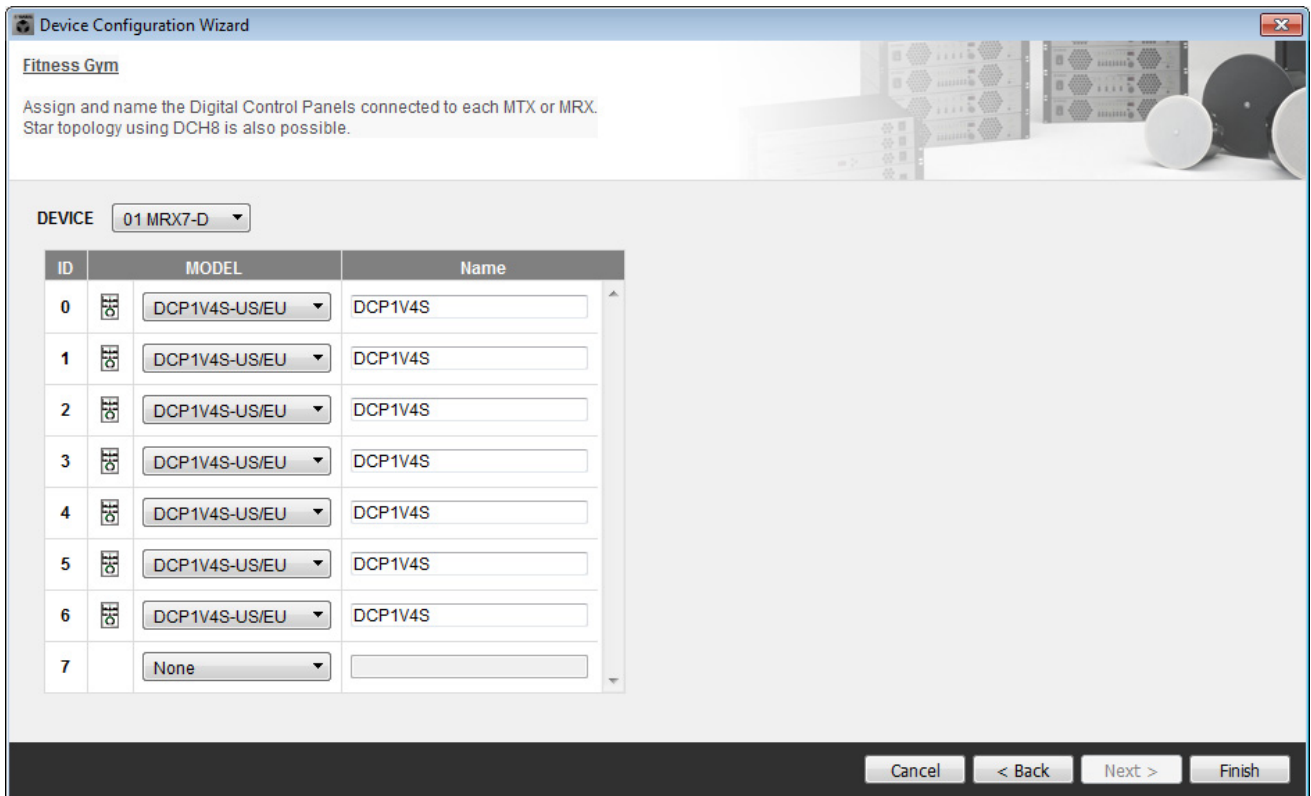 Device Configuration Wizard
Fitness Gym
Assign and name the Digital Control Panels connected to each MTX or MRX.
Star topology using DCH8 is also possible.
DEVICE 01 MRX7-D
ID MODEL Name
0 DCP1V4S-US/EU DCP1V4S
1 DCP1V4S-US/EU DCP1V4S
2 DCP1V4S-US/EU DCP1V4S
3 DCP1V4S-US/EU DCP1V4S
4 DCP1V4S-US/EU DCP1V4S
5 DCP1V4S-US/EU DCP1V4S
6 DCP1V4S-US/EU DCP1V4S
7 None
Cancel < Back Next > Finish